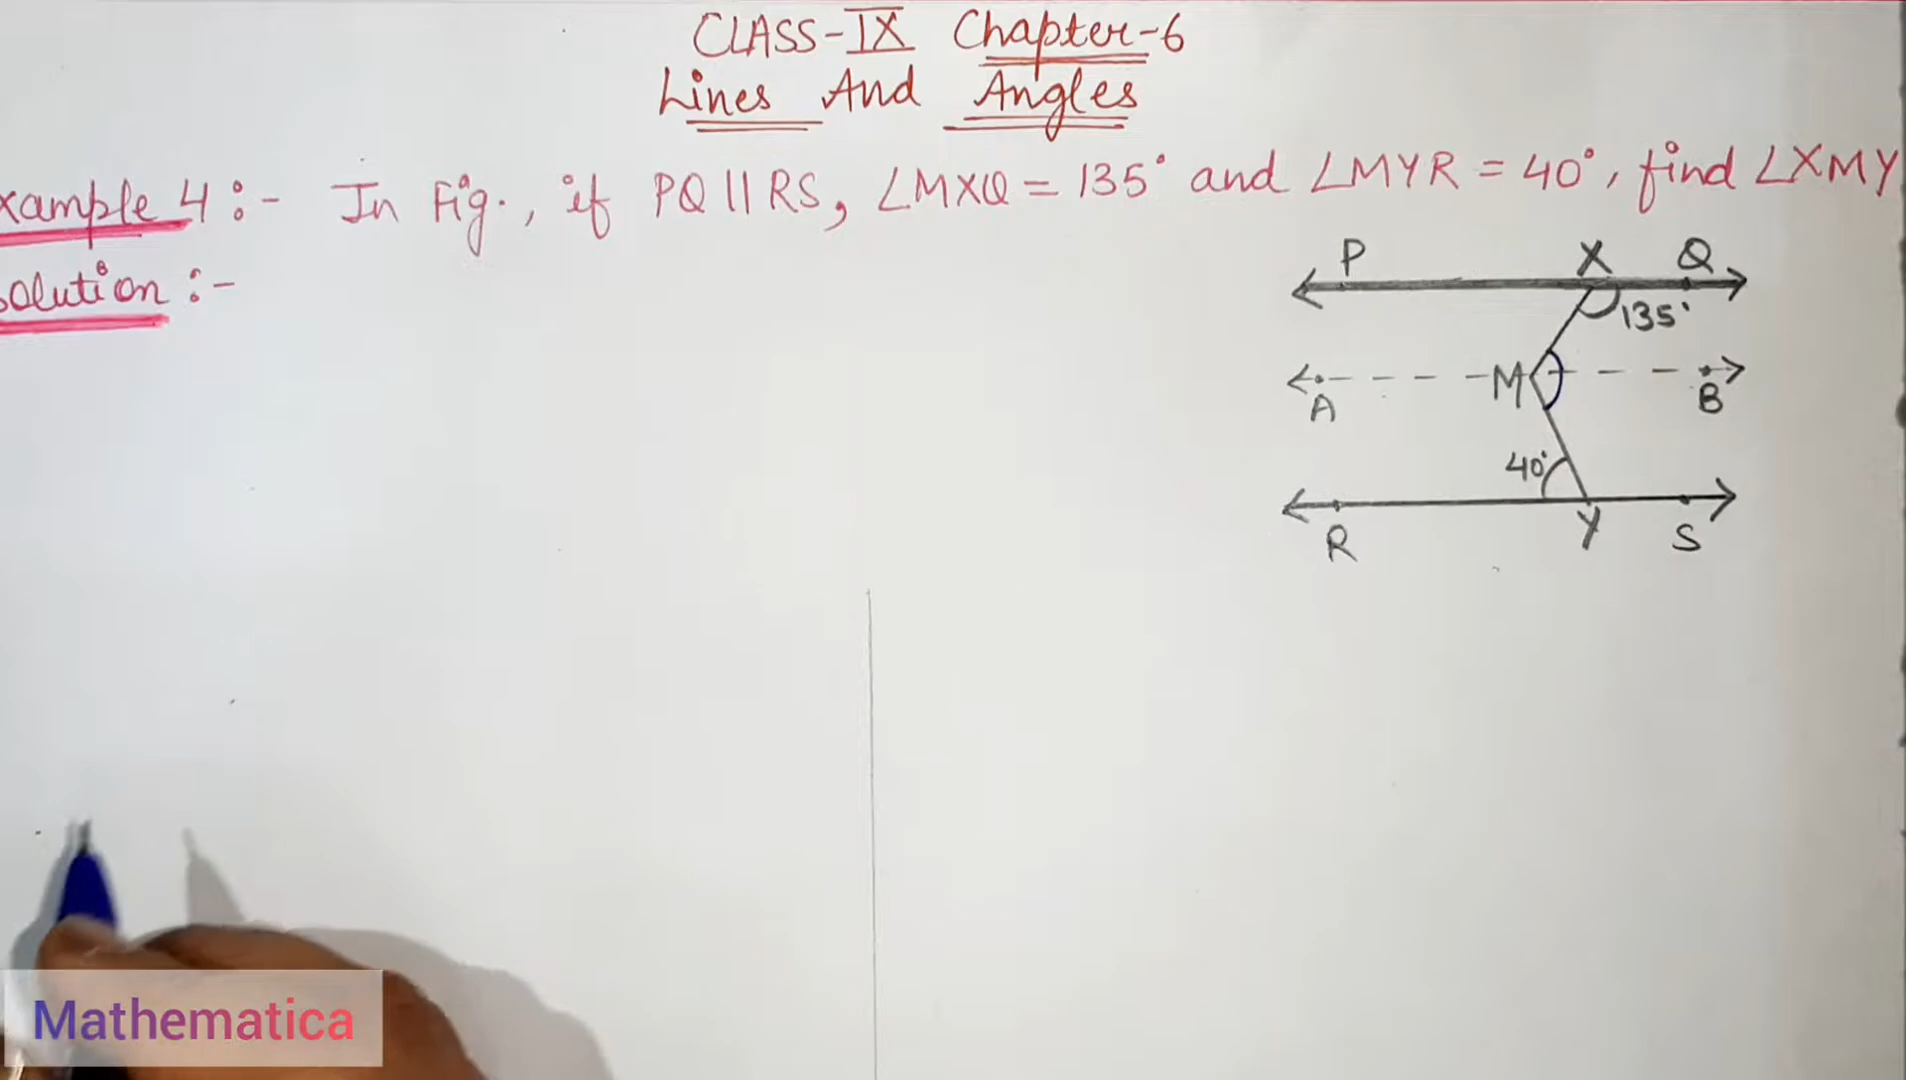 CLASS-IX Chapter-6
Lines And Angles
xample 4:- In Fig., if PQ || RS, ∠MXQ = 135° and ∠MYR = 40°, find ∠XMY
solution :-
P X Q
135°
M
A B
40°
R Y S
Mathematica